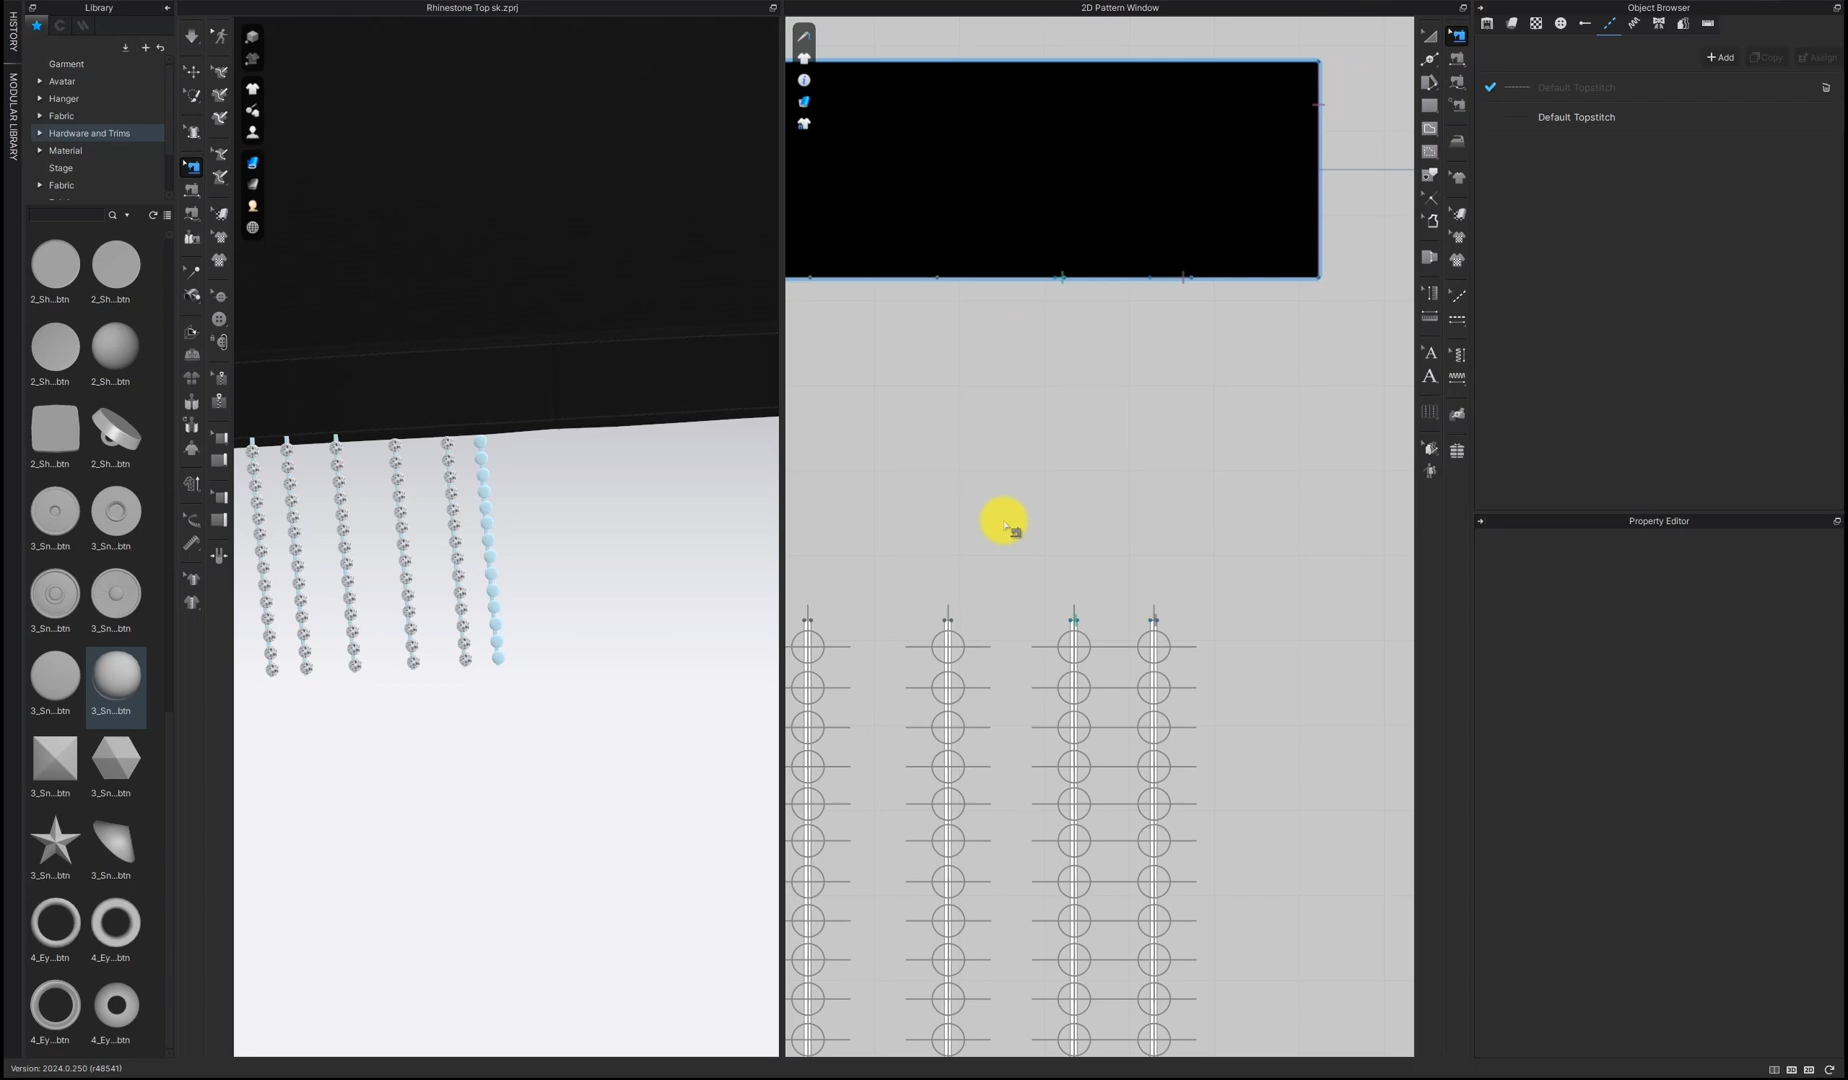 Library
Rhinestone Top sk.zprj
2D Pattern Window
Object Browser
HISTORY
MODULAR LIBRARY
Garment
Avatar
Hanger
Fabric
Hardware and Trims
Material
Stage
Fabric
+Add
Copy
Assign
Default Topstitch
Default Topstitch
Property Editor
2_Sh...btn
2_Sh...btn
2_Sh...btn
2_Sh...btn
2_Sh...btn
2_Sh...btn
3_Sn...btn
3_Sn...btn
3_Sn...btn
3_Sn...btn
3_Sn...btn
3_Sn...btn
3_Sn...btn
3_Sn...btn
3_Sn...btn
3_Sn...btn
4_Ey...btn
4_Ey...btn
4_Ey...btn
4_Ey...btn
Version: 2024.0.250 (r48541)
3D
2D